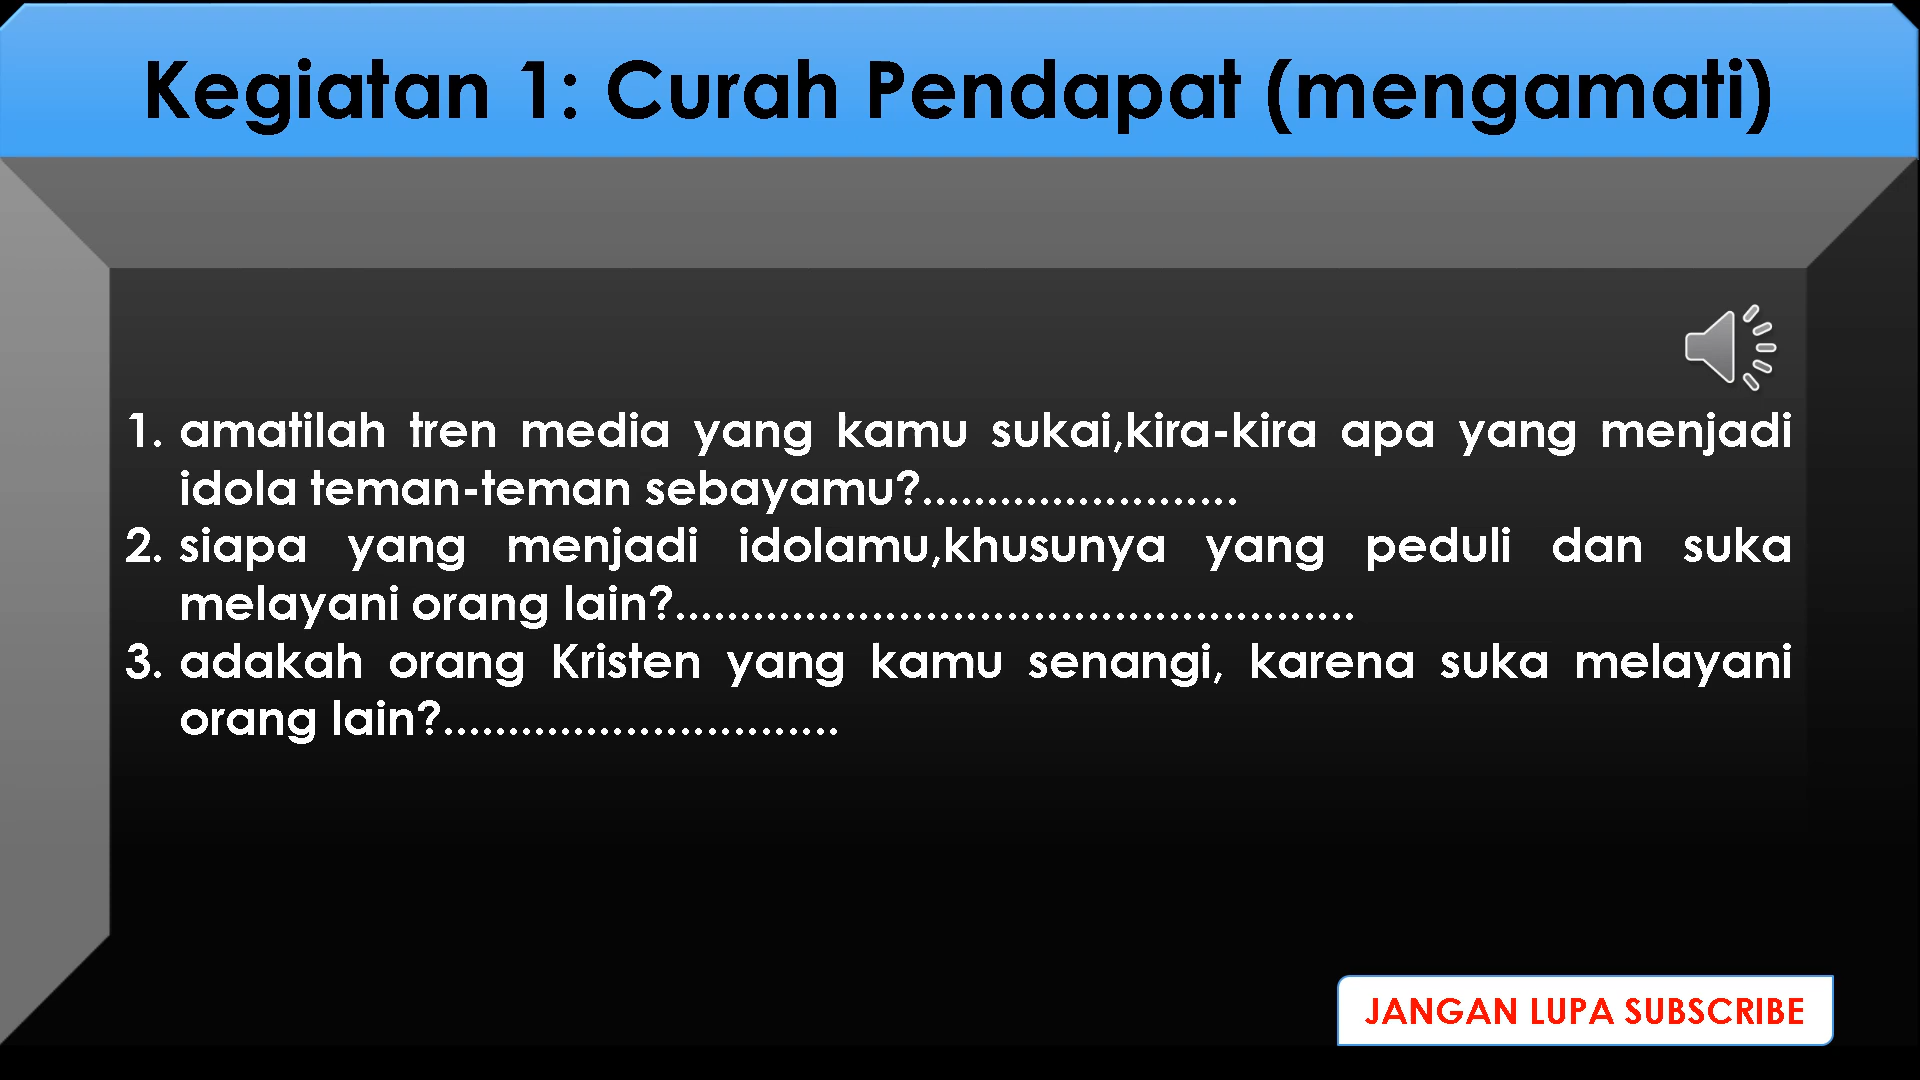 Kegiatan 1: Curah Pendapat (mengamati)
1. amatilah tren media yang kamu sukai,kira-kira apa yang menjadi
idola teman-teman sebayamu?........................
2. siapa yang menjadi idolamu,khusunya yang peduli dan suka
melayani orang lain?....................................................
3. adakah orang Kristen yang kamu senangi, karena suka melayani
orang lain?..............................
JANGAN LUPA SUBSCRIBE